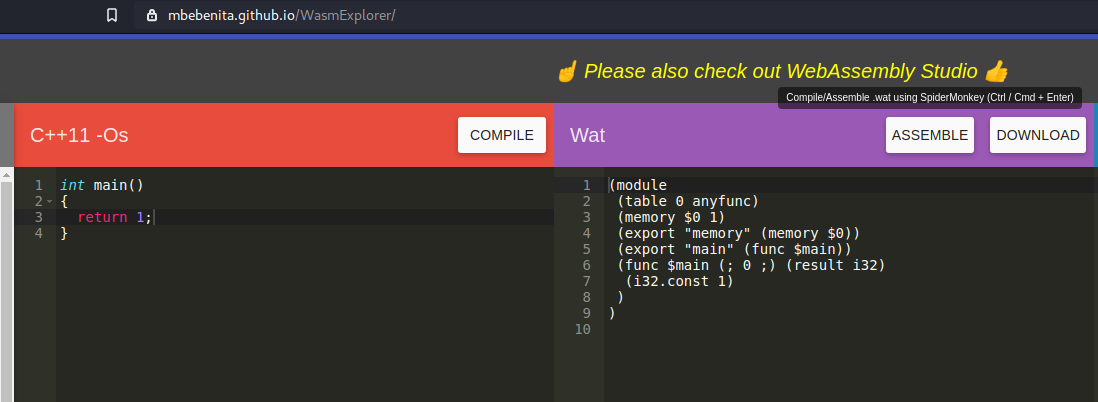 mbebenita.github.io/WasmExplorer/
☝ Please also check out WebAssembly Studio 👍
Compile/Assemble .wat using SpiderMonkey (Ctrl / Cmd + Enter)
C++11 -Os
COMPILE
1 int main()
2 {
3   return 1;
4 }
Wat
ASSEMBLE
DOWNLOAD
1 (module
2  (table 0 anyfunc)
3  (memory $0 1)
4  (export "memory" (memory $0))
5  (export "main" (func $main))
6  (func $main (; 0 ;) (result i32)
7   (i32.const 1)
8  )
9 )
10